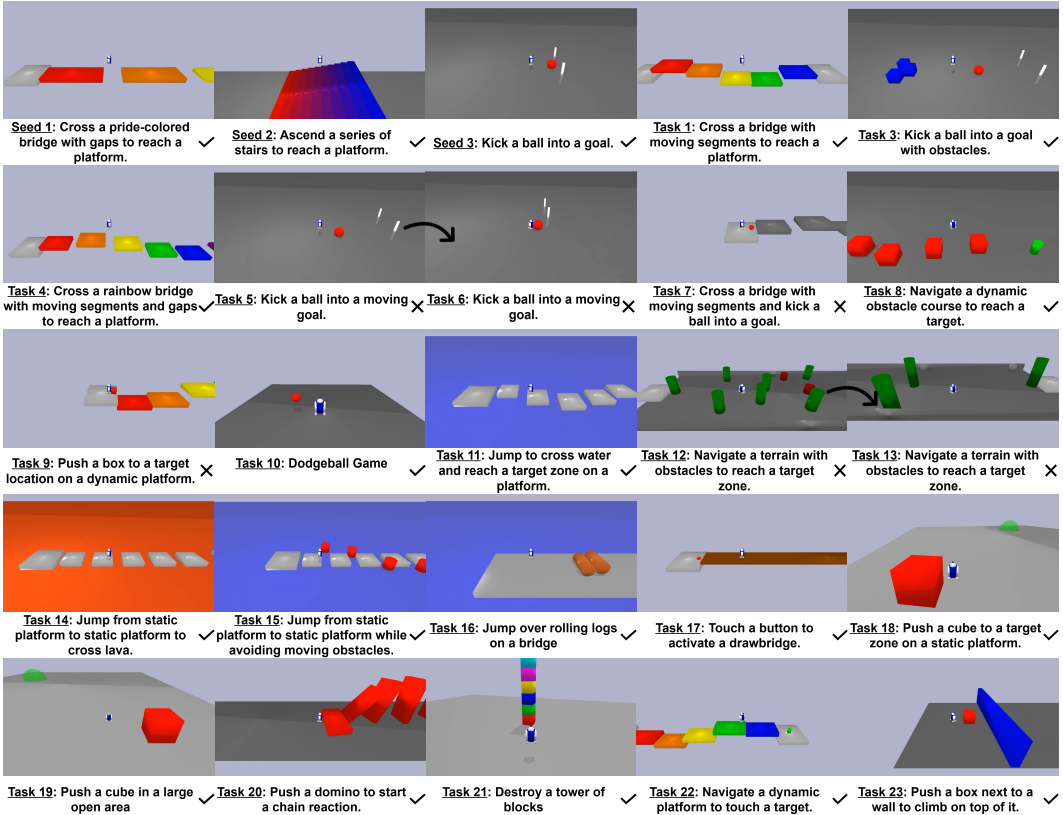 Seed 1: Cross a pride-colored
bridge with gaps to reach a
platform.
Seed 2: Ascend a series of
stairs to reach a platform.
Seed 3: Kick a ball into a goal.
Task 1: Cross a bridge with
moving segments to reach a
platform.
Task 3: Kick a ball into a goal
with obstacles.
Task 4: Cross a rainbow bridge
with moving segments and gaps
to reach a platform.
Task 5: Kick a ball into a moving
goal.
Task 6: Kick a ball into a moving
goal.
Task 7: Cross a bridge with
moving segments and kick a
ball into a goal.
Task 8: Navigate a dynamic
obstacle course to reach a
target.
Task 9: Push a box to a target
location on a dynamic platform.
Task 10: Dodgeball Game
Task 11: Jump to cross water
and reach a target zone on a
platform.
Task 12: Navigate a terrain with
obstacles to reach a target
zone.
Task 13: Navigate a terrain with
obstacles to reach a target
zone.
Task 14: Jump from static
platform to static platform to
cross lava.
Task 15: Jump from static
platform to static platform while
avoiding moving obstacles.
Task 16: Jump over rolling logs
on a bridge
Task 17: Touch a button to
activate a drawbridge.
Task 18: Push a cube to a target
zone on a static platform.
Task 19: Push a cube in a large
open area
Task 20: Push a domino to start
a chain reaction.
Task 21: Destroy a tower of
blocks
Task 22: Navigate a dynamic
platform to touch a target.
Task 23: Push a box next to a
wall to climb on top of it.